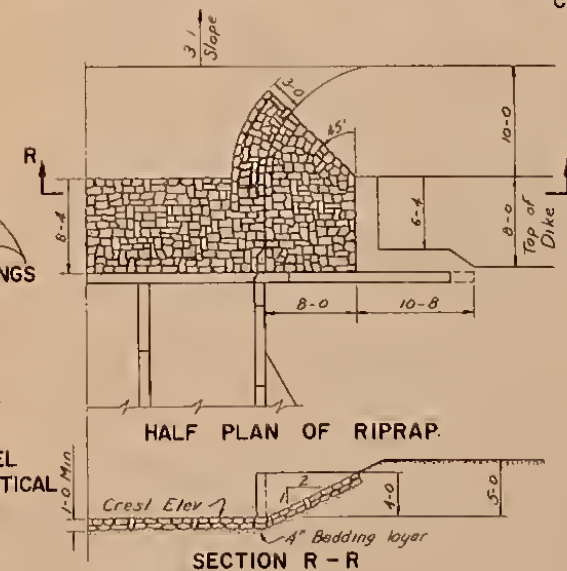 C
3 1
Slope
3-0
45°
10-0
R
8-4
6-4
8-0
Top of
Dike
NGS
8-0
10-8
HALF PLAN OF RIPRAP.
EL
TICAL
1-0 Min
Crest Elev
1
2
4-0
5-0
4" Bedding layer
SECTION R-R